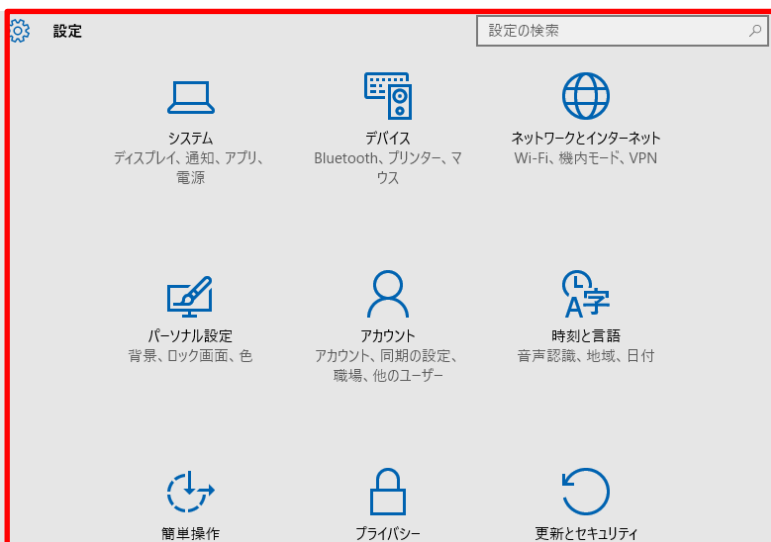 設定
設定の検索
システム
ディスプレイ、通知、アプリ、
電源
デバイス
Bluetooth、プリンター、マ
ウス
ネットワークとインターネット
Wi-Fi、機内モード、VPN
パーソナル設定
背景、ロック画面、色
アカウント
アカウント、同期の設定、
職場、他のユーザー
A字
時刻と言語
音声認識、地域、日付
簡単操作
プライバシー
更新とセキュリティ